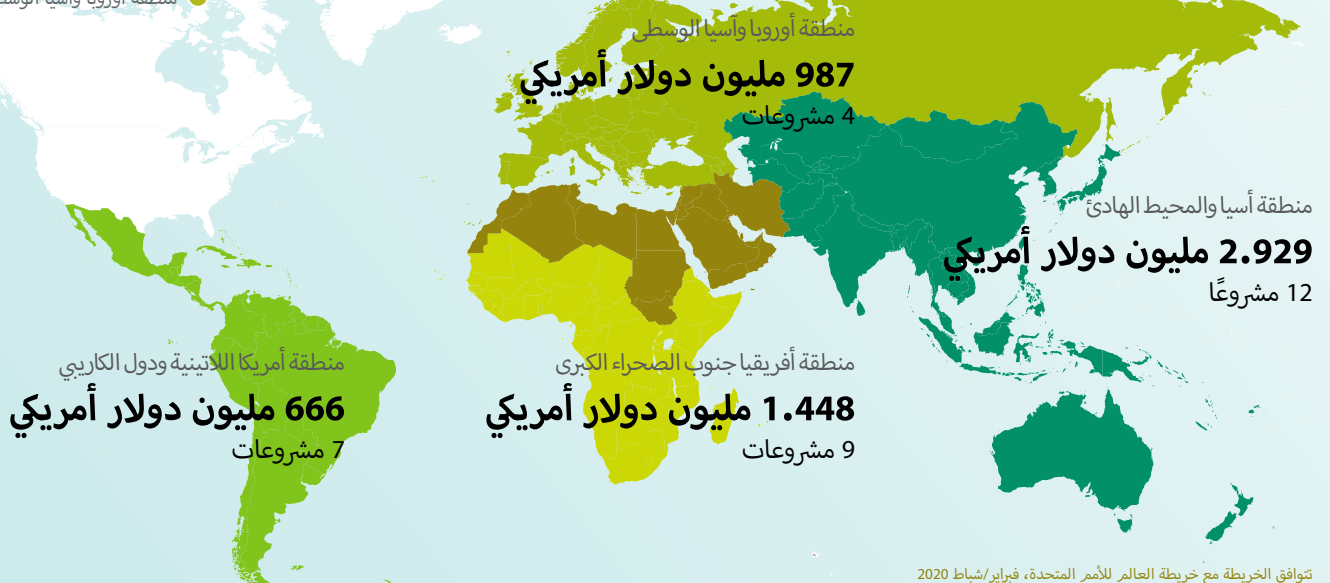 منطقة أوروبا وآسيا الوسطى
987 مليون دولار أمريكي
4 مشروعات
منطقة أسيا والمحيط الهادئ
2.929 مليون دولار أمريكي
12 مشروعًا
منطقة أمريكا اللاتينية ودول الكاريبي
666 مليون دولار أمريكي
7 مشروعات
منطقة أفريقيا جنوب الصحراء الكبرى
1.448 مليون دولار أمريكي
9 مشروعات
تتوافق الخريطة مع خريطة العالم للأمم المتحدة، فبراير/شباط 2020